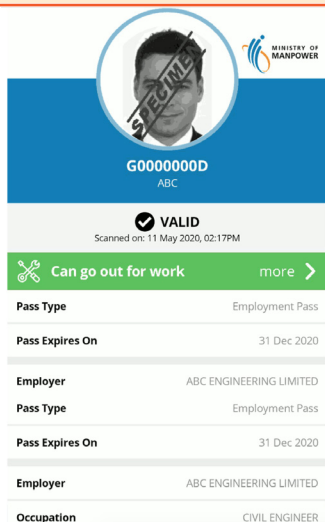 MINISTRY OF
MANPOWER
SPECIMEN
G0000000D
ABC
VALID
Scanned on: 11 May 2020, 02:17PM
Can go out for work more
Pass Type Employment Pass
Pass Expires On 31 Dec 2020
Employer ABC ENGINEERING LIMITED
Pass Type Employment Pass
Pass Expires On 31 Dec 2020
Employer ABC ENGINEERING LIMITED
Occupation CIVIL ENGINEER